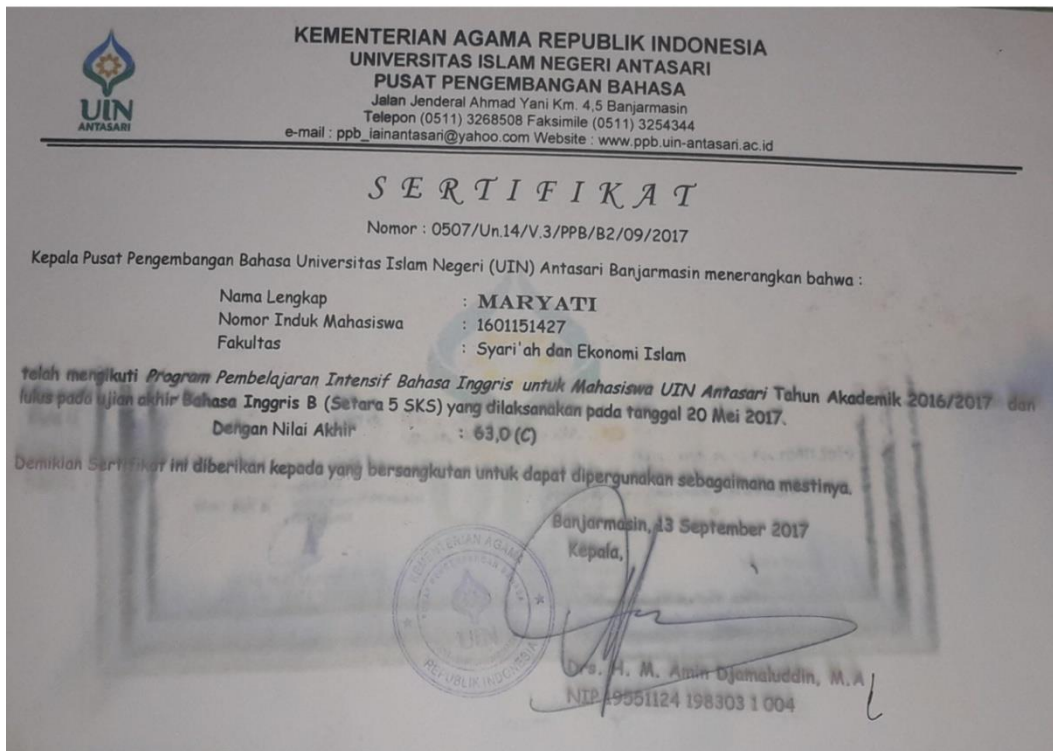 KEMENTERIAN AGAMA REPUBLIK INDONESIA
UNIVERSITAS ISLAM NEGERI ANTASARI
PUSAT PENGEMBANGAN BAHASA
Jalan Jenderal Ahmad Yani Km. 4,5 Banjarmasin
Telepon (0511) 3268508 Faksimile (0511) 3254344
e-mail : ppb_iainantasari@yahoo.com Website : www.ppb.uin-antasari.ac.id
UIN
ANTASARI
SERTIFIKAT
Nomor : 0507/Un.14/V.3/PPB/B2/09/2017
Kepala Pusat Pengembangan Bahasa Universitas Islam Negeri (UIN) Antasari Banjarmasin menerangkan bahwa :
Nama Lengkap : MARYATI
Nomor Induk Mahasiswa : 1601151427
Fakultas : Syari'ah dan Ekonomi Islam
telah mengikuti Program Pembelajaran Intensif Bahasa Inggris untuk Mahasiswa UIN Antasari Tahun Akademik 2016/2017 dan
lulus pada ujian akhir Bahasa Inggris B (Setara 5 SKS) yang dilaksanakan pada tanggal 20 Mei 2017.
Dengan Nilai Akhir : 63,0 (C)
Demikian Sertifikat ini diberikan kepada yang bersangkutan untuk dapat dipergunakan sebagaimana mestinya.
Banjarmasin, 13 September 2017
Kepala,
KEMENTERIAN AGAMA
UIN
REPUBLIK INDONESIA
Drs. H. M. Amin Djamaluddin, M.A
NIP 19551124 198303 1 004